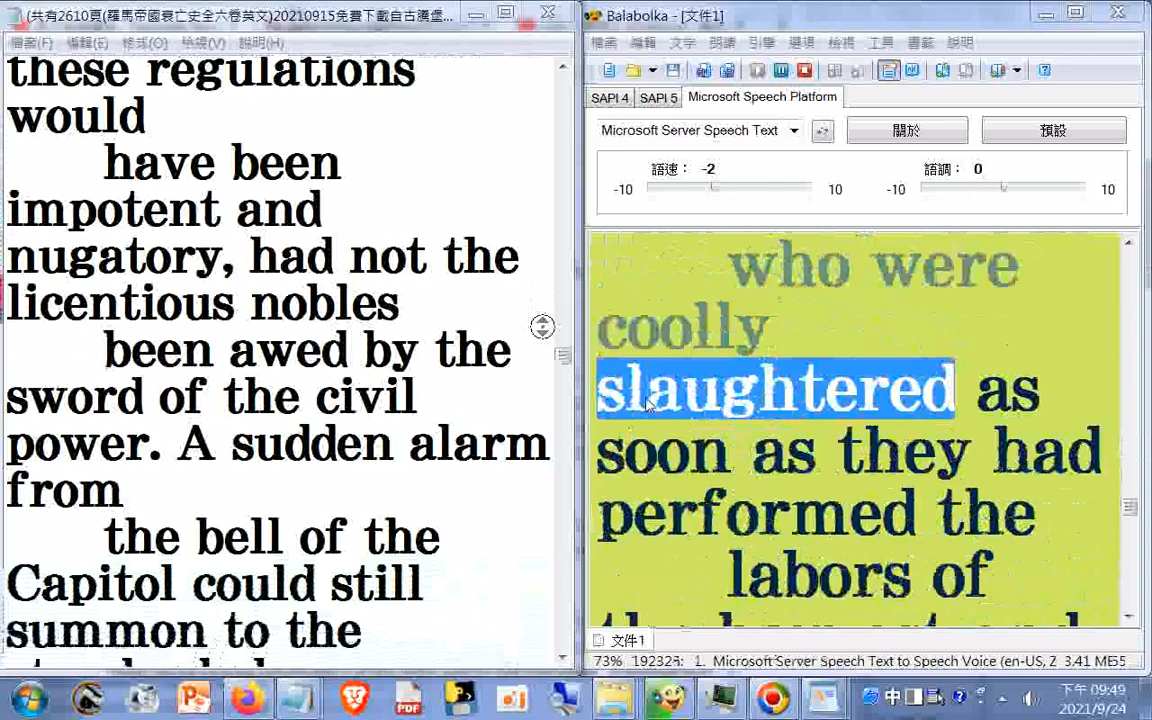 (共有2610頁(羅馬帝國衰亡史全六卷英文)20210915免費下載自古騰堡...
檔案(F) 編輯(E) 格式(O) 檢視(V) 說明(H)
these regulations
would
have been
impotent and
nugatory, had not the
licentious nobles
been awed by the
sword of the civil
power. A sudden alarm
from
the bell of the
Capitol could still
summon to the
Balabolka - [文件1]
檔案 編輯 文字 朗讀 引擎 選項 檢視 工具 書籤 說明
SAPI 4 SAPI 5 Microsoft Speech Platform
Microsoft Server Speech Text 關於 預設
語速： -2 語調： 0
-10 10 -10 10
who were
coolly
slaughtered as
soon as they had
performed the
labors of
文件1
73% 19232 1. Microsoft Server Speech Text to Speech Voice (en-US, Z 3.41 MB
中
下午 09:49
2021/9/24